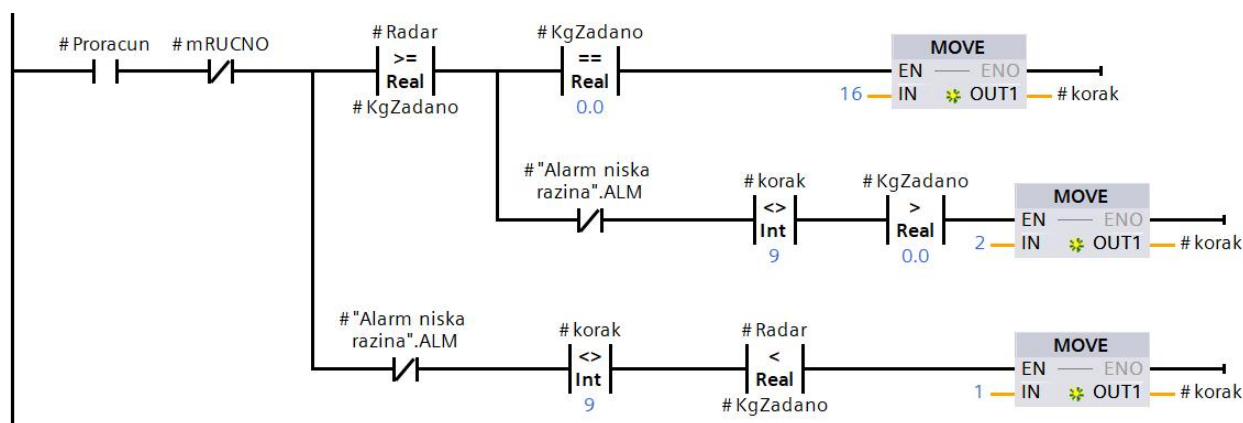 #Proracun
#mRUCNO
#Radar
>=
Real
#KgZadano
#KgZadano
==
Real
0.0
MOVE
EN ENO
16 IN OUT1 #korak
#"Alarm niska
razina".ALM
#korak
<>
Int
9
#KgZadano
>
Real
0.0
MOVE
EN ENO
2 IN OUT1 #korak
#"Alarm niska
razina".ALM
#korak
<>
Int
9
#Radar
<
Real
#KgZadano
MOVE
EN ENO
1 IN OUT1 #korak